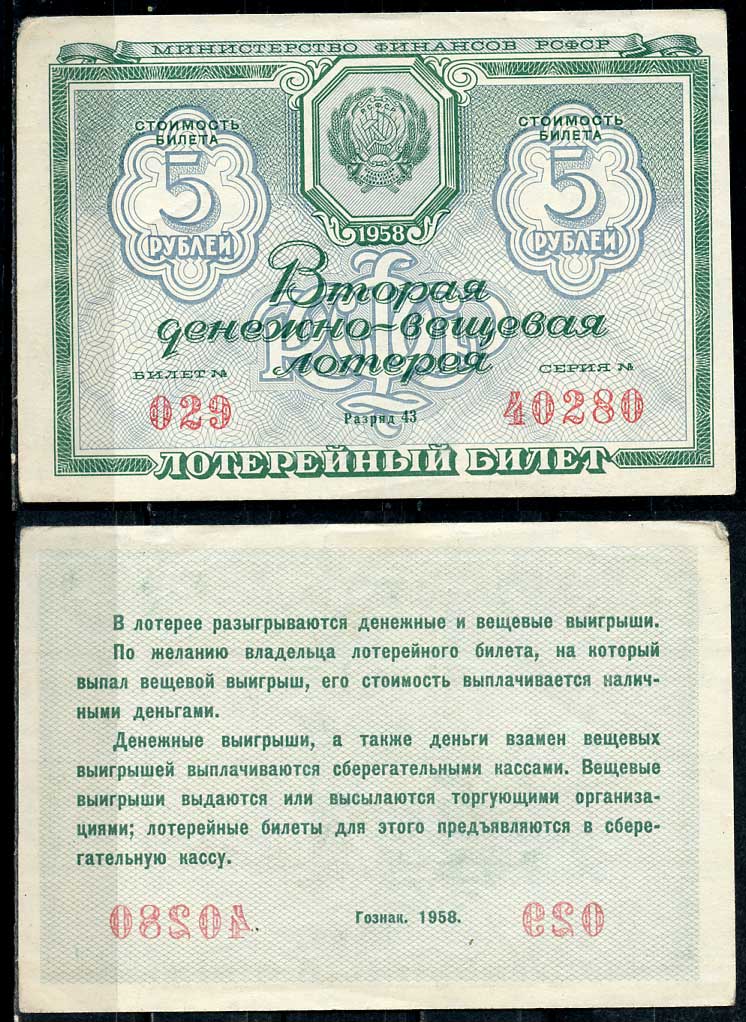 МИНИСТЕРСТВО ФИНАНСОВ РСФСР
РСФСР
СТОИМОСТЬ
БИЛЕТА
5
РУБЛЕЙ
СТОИМОСТЬ
БИЛЕТА
5
РУБЛЕЙ
1958
Вторая
денежно-вещевая
лотерея
БИЛЕТ №
029
Разряд 43
СЕРИЯ №
40280
ЛОТЕРЕЙНЫЙ БИЛЕТ
В лотерее разыгрываются денежные и вещевые выигрыши.
По желанию владельца лотерейного билета, на который
выпал вещевой выигрыш, его стоимость выплачивается налич-
ными деньгами.
Денежные выигрыши, а также деньги взамен вещевых
выигрышей выплачиваются сберегательными кассами. Вещевые
выигрыши выдаются или высылаются торгующими организа-
циями; лотерейные билеты для этого предъявляются в сбере-
гательную кассу.
40280 Гознак. 1958. 029